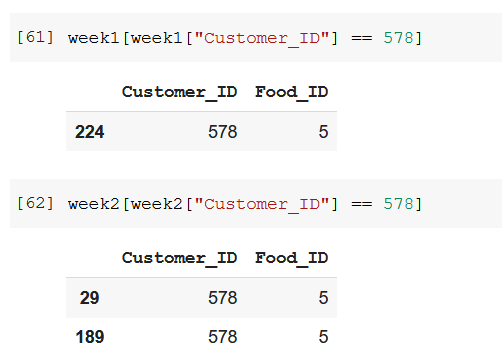 [61] week1[week1["Customer_ID"] == 578]
Customer_ID Food_ID
224 578 5
[62] week2[week2["Customer_ID"] == 578]
Customer_ID Food_ID
29 578 5
189 578 5